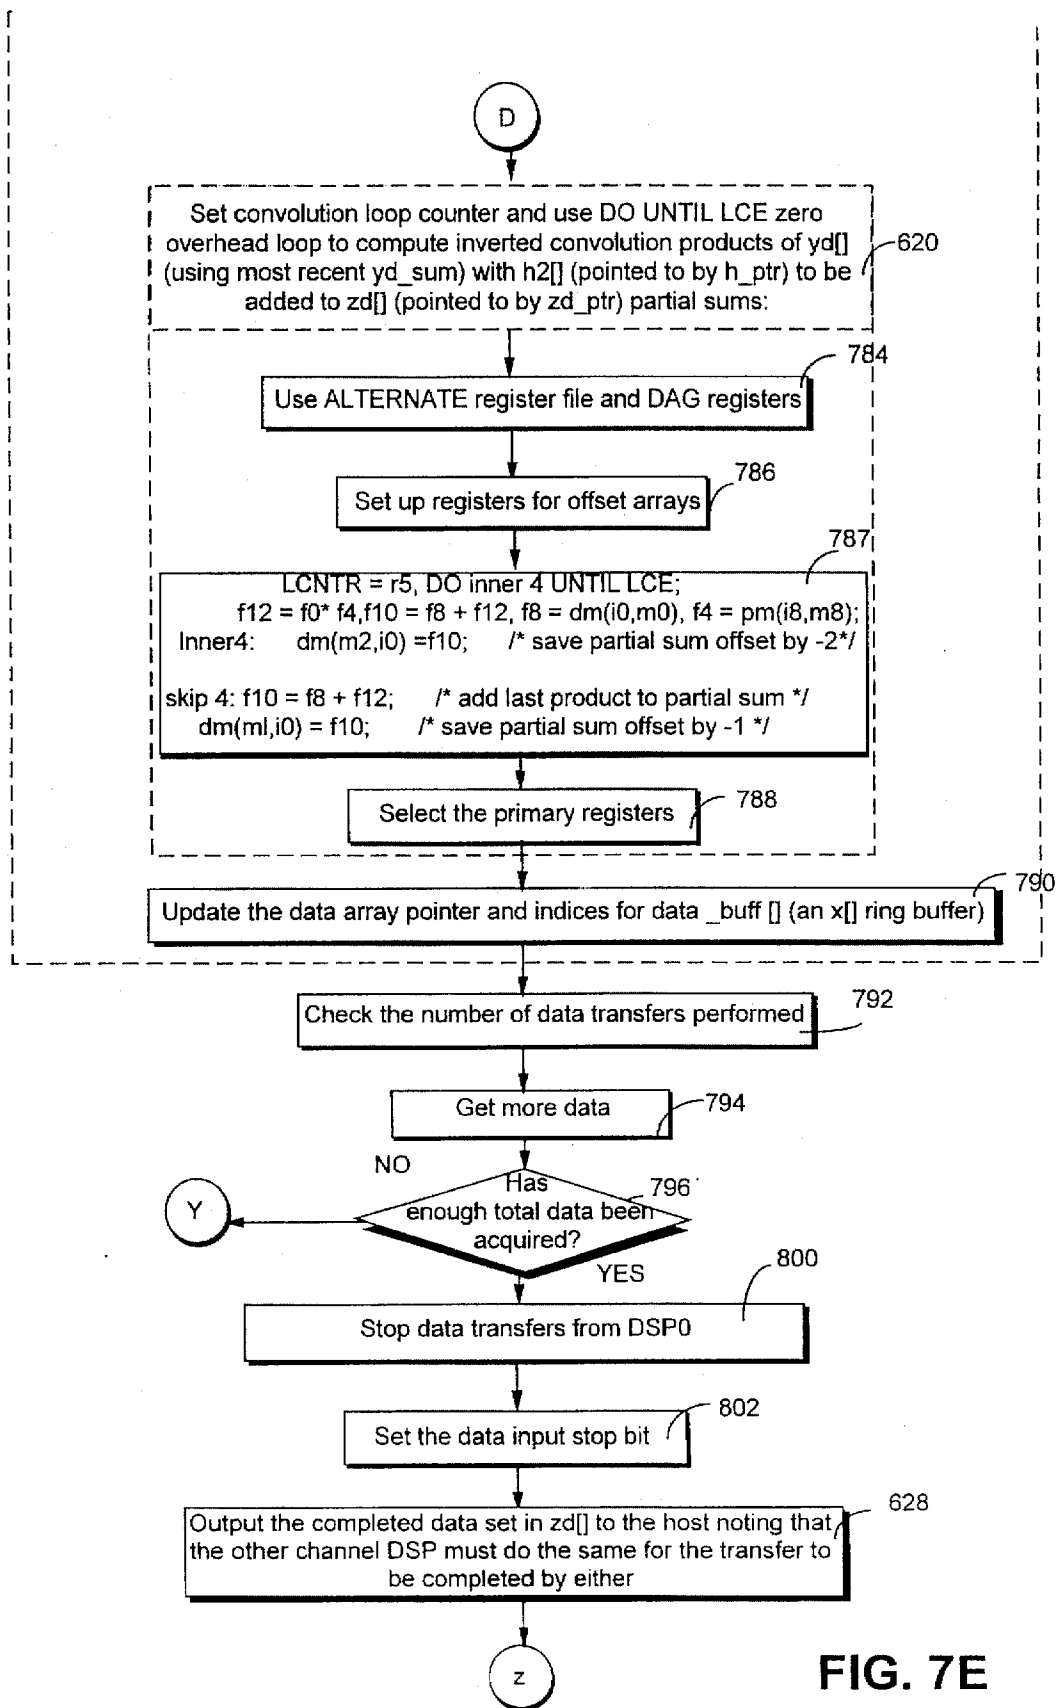 D
Set convolution loop counter and use DO UNTIL LCE zero
overhead loop to compute inverted convolution products of yd[]
(using most recent yd_sum) with h2[] (pointed to by h_ptr) to be
added to zd[] (pointed to by zd_ptr) partial sums:
620
784
Use ALTERNATE register file and DAG registers
786
Set up registers for offset arrays
787
LCNTR = r5, DO inner 4 UNTIL LCE;
f12 = f0* f4,f10 = f8 + f12, f8 = dm(i0,m0), f4 = pm(i8,m8);
Inner4: dm(m2,i0) =f10; /* save partial sum offset by -2*/
skip 4: f10 = f8 + f12; /* add last product to partial sum */
dm(ml,i0) = f10; /* save partial sum offset by -1 */
788
Select the primary registers
790
Update the data array pointer and indices for data _buff [] (an x[] ring buffer)
792
Check the number of data transfers performed
Get more data
794
NO
Y
Has
enough total data been
acquired?
796
YES
800
Stop data transfers from DSP0
802
Set the data input stop bit
628
Output the completed data set in zd[] to the host noting that
the other channel DSP must do the same for the transfer to
be completed by either
z
FIG. 7E